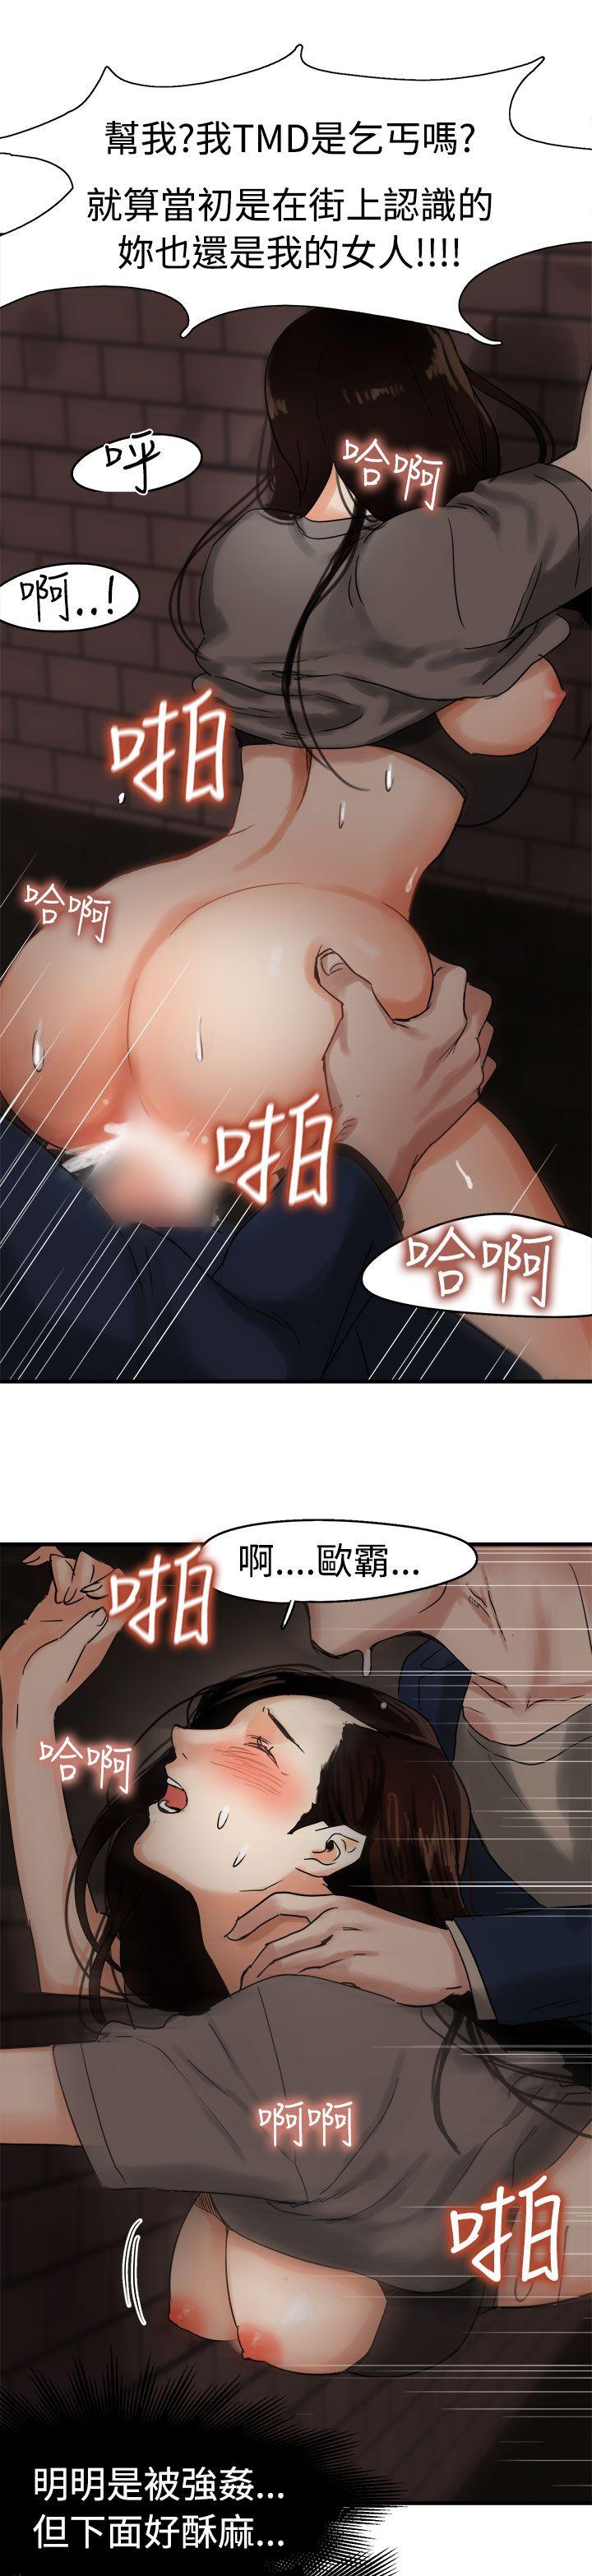 幫我?我TMD是乞丐嗎?
就算當初是在街上認識的
妳也還是我的女人!!!!
呼
哈啊
啊..!
啪
哈啊
啪
哈啊
啊....歐霸...
啪
哈啊
啊啊
啪
明明是被強姦...
但下面好酥麻...